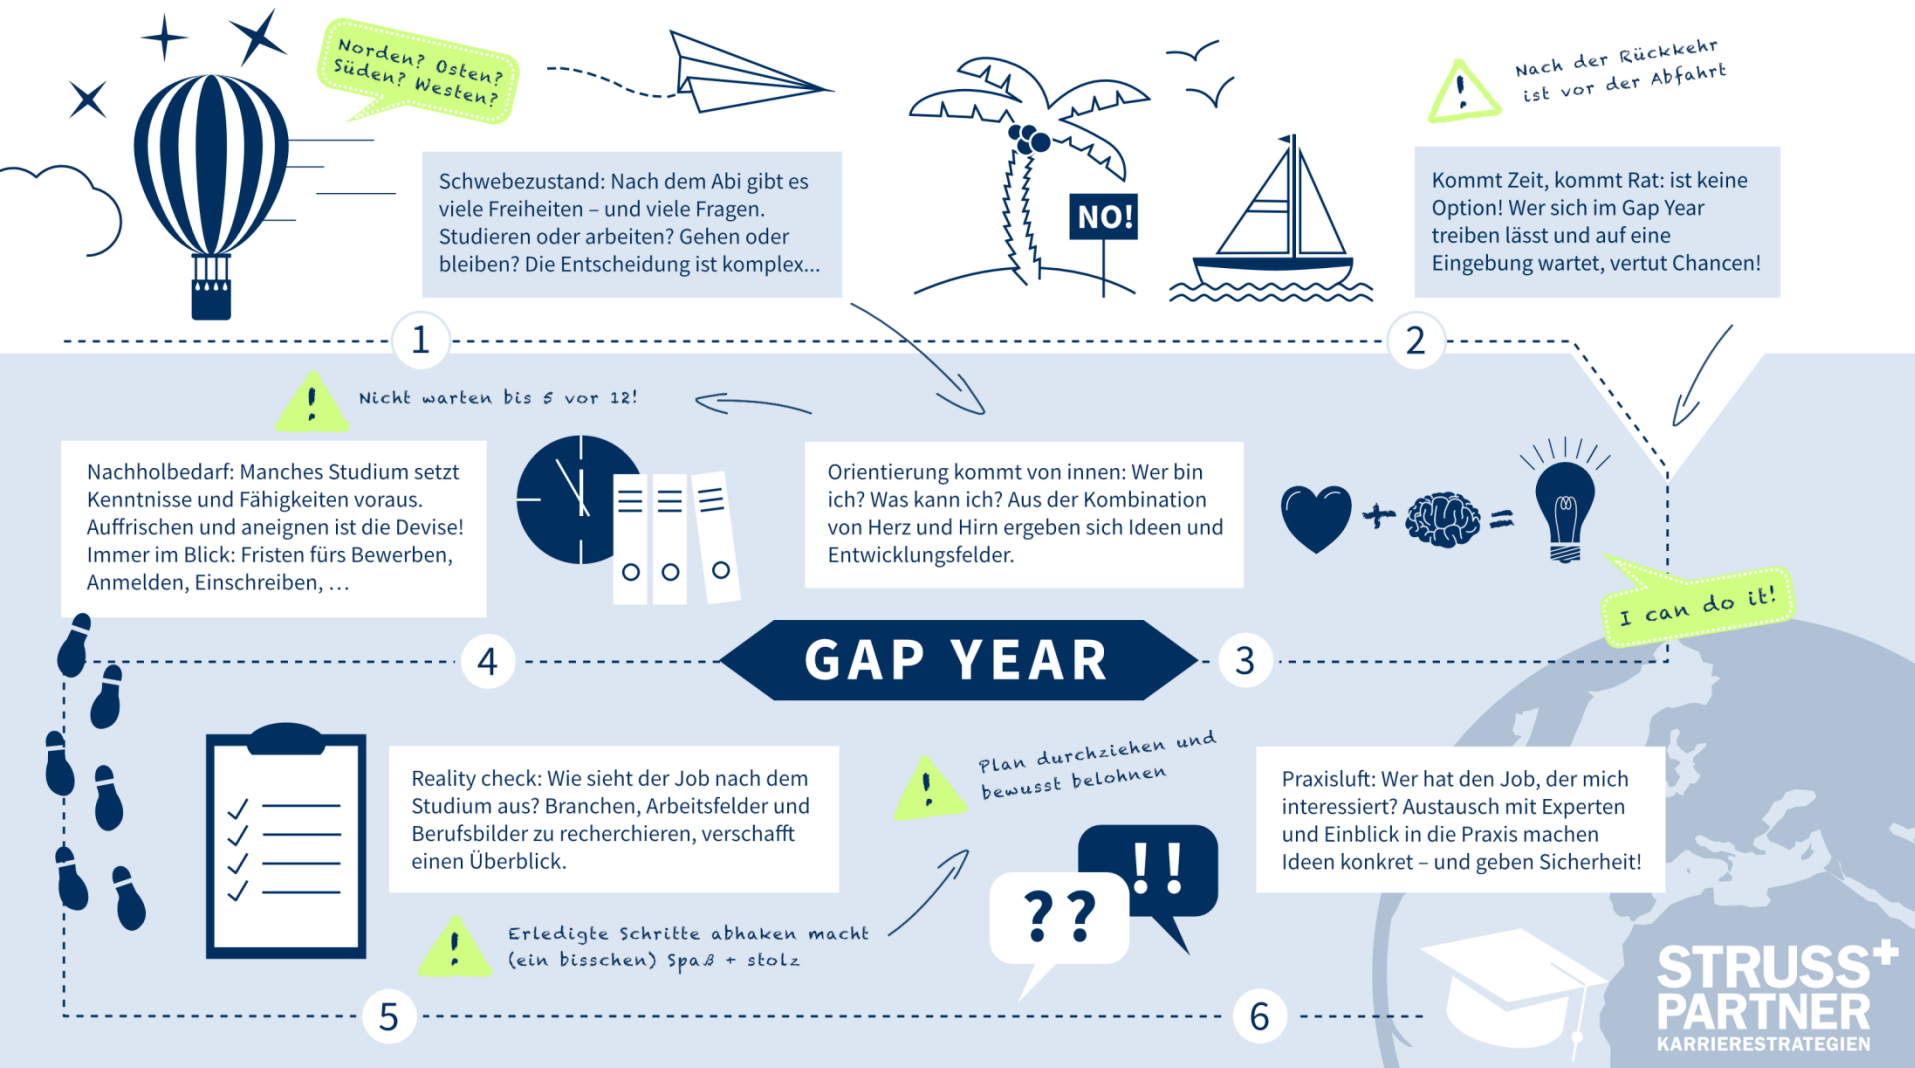 Norden? Osten?
Süden? Westen?
Schwebezustand: Nach dem Abi gibt es
viele Freiheiten – und viele Fragen.
Studieren oder arbeiten? Gehen oder
bleiben? Die Entscheidung ist komplex...
1
NO!
Nach der Rückkehr
ist vor der Abfahrt
Kommt Zeit, kommt Rat: ist keine
Option! Wer sich im Gap Year
treiben lässt und auf eine
Eingebung wartet, vertut Chancen!
2
Orientierung kommt von innen: Wer bin
ich? Was kann ich? Aus der Kombination
von Herz und Hirn ergeben sich Ideen und
Entwicklungsfelder.
+
=
I can do it!
3
GAP YEAR
! Nicht warten bis 5 vor 12!
Nachholbedarf: Manches Studium setzt
Kenntnisse und Fähigkeiten voraus.
Auffrischen und aneignen ist die Devise!
Immer im Blick: Fristen fürs Bewerben,
Anmelden, Einschreiben, ...
4
Reality check: Wie sieht der Job nach dem
Studium aus? Branchen, Arbeitsfelder und
Berufsbilder zu recherchieren, verschafft
einen Überblick.
! Erledigte Schritte abhaken macht
(ein bisschen) Spaß + stolz
5
! Plan durchziehen und
bewusst belohnen
!!
??
Praxisluft: Wer hat den Job, der mich
interessiert? Austausch mit Experten
und Einblick in die Praxis machen
Ideen konkret – und geben Sicherheit!
6
STRUSS+
PARTNER
KARRIERESTRATEGIEN